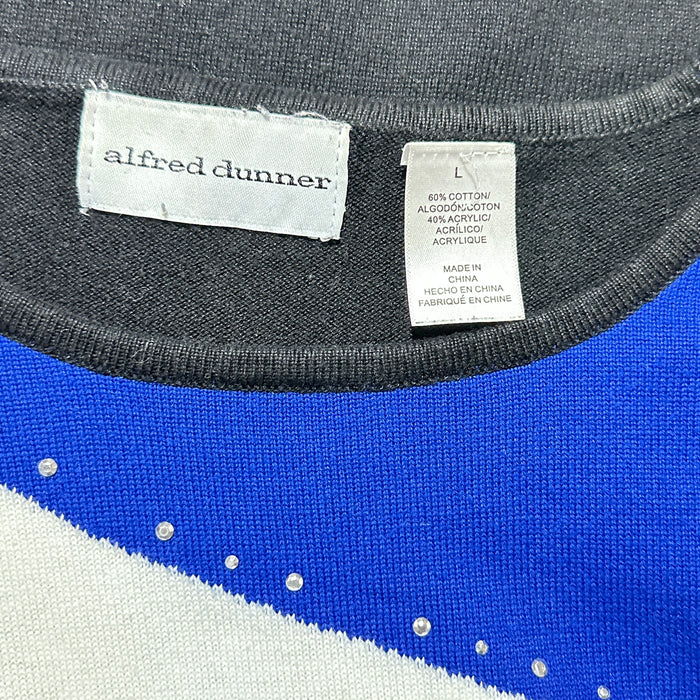 alfred dunner
L
60% COTTON/
ALGODÓN/COTON
40% ACRYLIC/
ACRÍLICO/
ACRYLIQUE
MADE IN
CHINA
HECHO EN CHINA
FABRIQUÉ EN CHINE